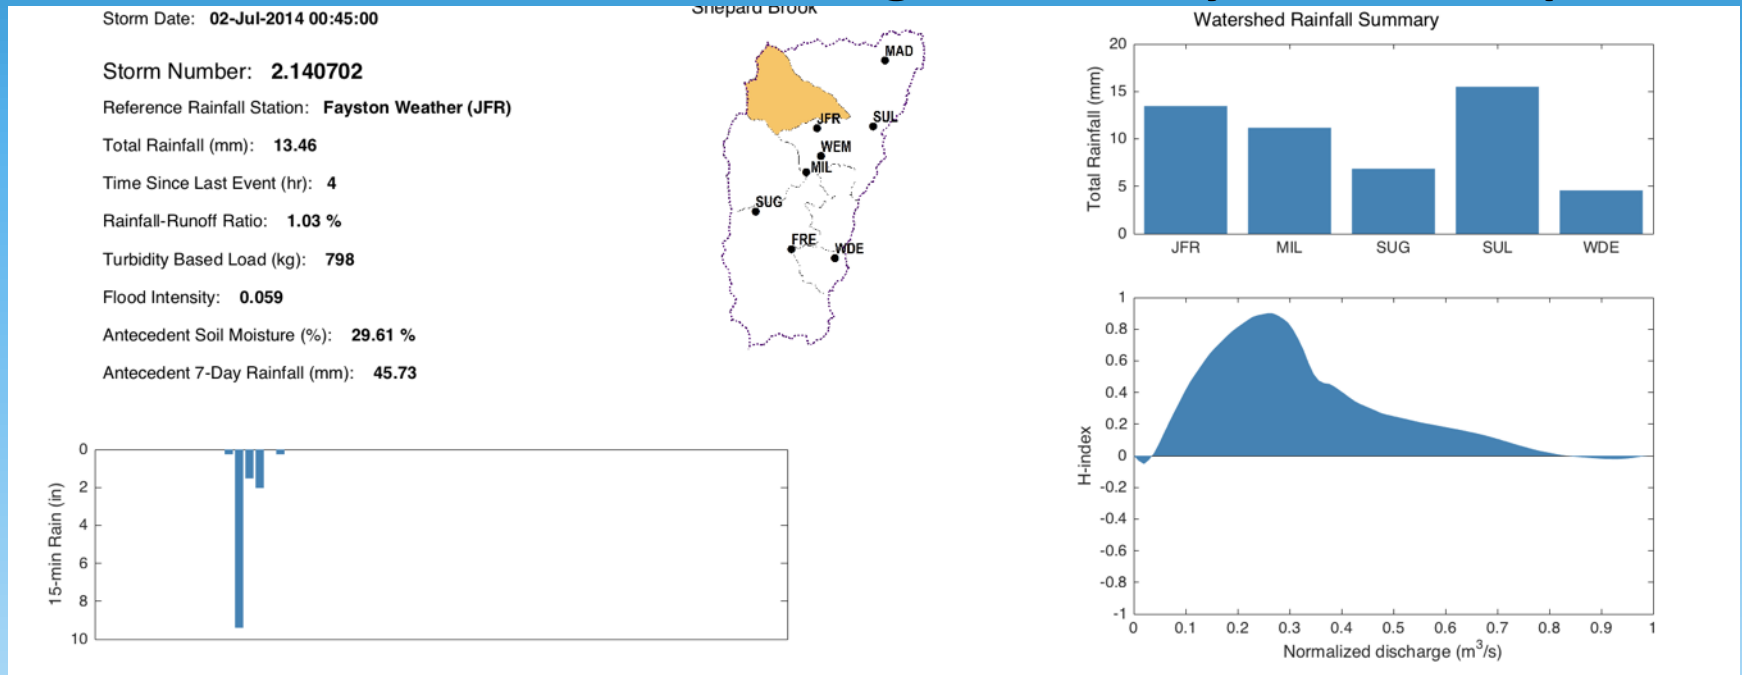 Shepard Brook
Storm Date: 02-Jul-2014 00:45:00
Storm Number: 2.140702
Reference Rainfall Station: Fayston Weather (JFR)
Total Rainfall (mm): 13.46
Time Since Last Event (hr): 4
Rainfall-Runoff Ratio: 1.03 %
Turbidity Based Load (kg): 798
Flood Intensity: 0.059
Antecedent Soil Moisture (%): 29.61 %
Antecedent 7-Day Rainfall (mm): 45.73
MAD
JFR
SUL
WEM
MIL
SUG
FRE
WDE
Watershed Rainfall Summary
Total Rainfall (mm)
20
15
10
5
0
JFR MIL SUG SUL WDE
15-min Rain (in)
0
2
4
6
8
10
H-index
1
0.8
0.6
0.4
0.2
0
-0.2
-0.4
-0.6
-0.8
-1
0 0.1 0.2 0.3 0.4 0.5 0.6 0.7 0.8 0.9 1
Normalized discharge (m³/s)